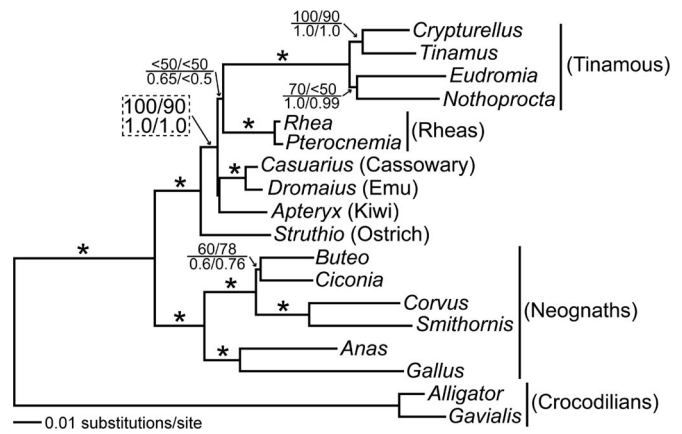 100/90
1.0/1.0
Crypturellus
*
Tinamus
(Tinamous)
<50/<50
0.65/<0.5
Eudromia
70/<50
1.0/0.99
Nothoprocta
100/90
1.0/1.0
*
Rhea
(Rheas)
Pterocnemia
*
Casuarius (Cassowary)
*
Dromaius (Emu)
Apteryx (Kiwi)
Struthio (Ostrich)
*
60/78
0.6/0.76
Buteo
*
Ciconia
*
Corvus
(Neognaths)
*
Smithornis
*
Anas
Gallus
Alligator
(Crocodilians)
Gavialis
0.01 substitutions/site